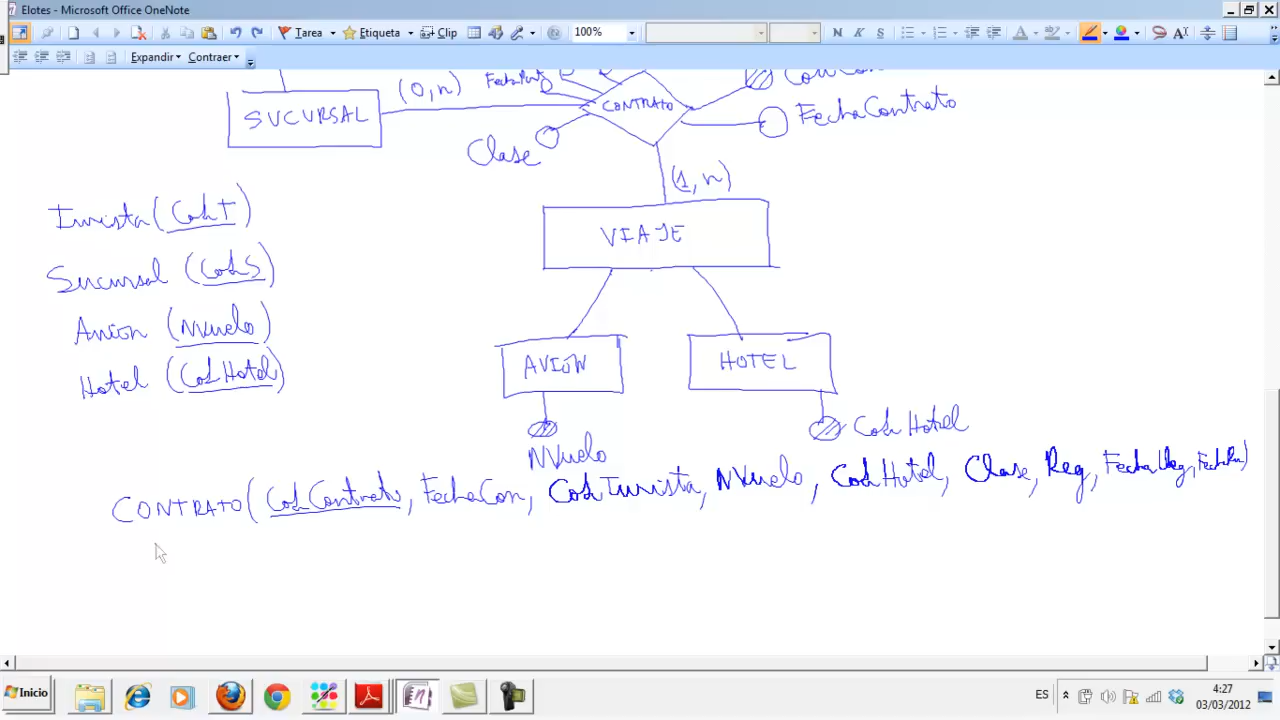 Elotes - Microsoft Office OneNote
Tarea Etiqueta Clip 100% N K S
Expandir Contraer
(0,n)
SUCURSAL
CONTRATO
FechaContrato
Clase
(1,n)
Turista (CodT)
VIAJE
Sucursal (CodS)
Avion (NVuelo)
AVION
HOTEL
Hotel (CodHotel)
CodHotel
NVuelo
CONTRATO (CodContrato, FechaCon, CodTurista, NVuelo, CodHotel, Clase, Reg, FechaLleg,
Inicio
ES
4:27
03/03/2012